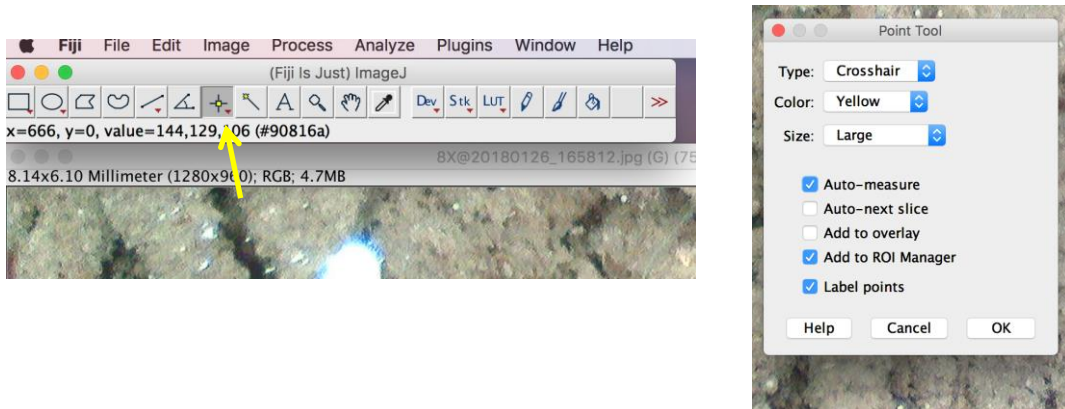 Fiji File Edit Image Process Analyze Plugins Window Help
(Fiji Is Just) ImageJ
A Dev Stk LUT >>
x=666, y=0, value=144,129,106 (#90816a)
8X@20180126_165812.jpg (G) (75
8.14x6.10 Millimeter (1280x960); RGB; 4.7MB
Point Tool
Type: Crosshair
Color: Yellow
Size: Large
Auto-measure
Auto-next slice
Add to overlay
Add to ROI Manager
Label points
Help Cancel OK